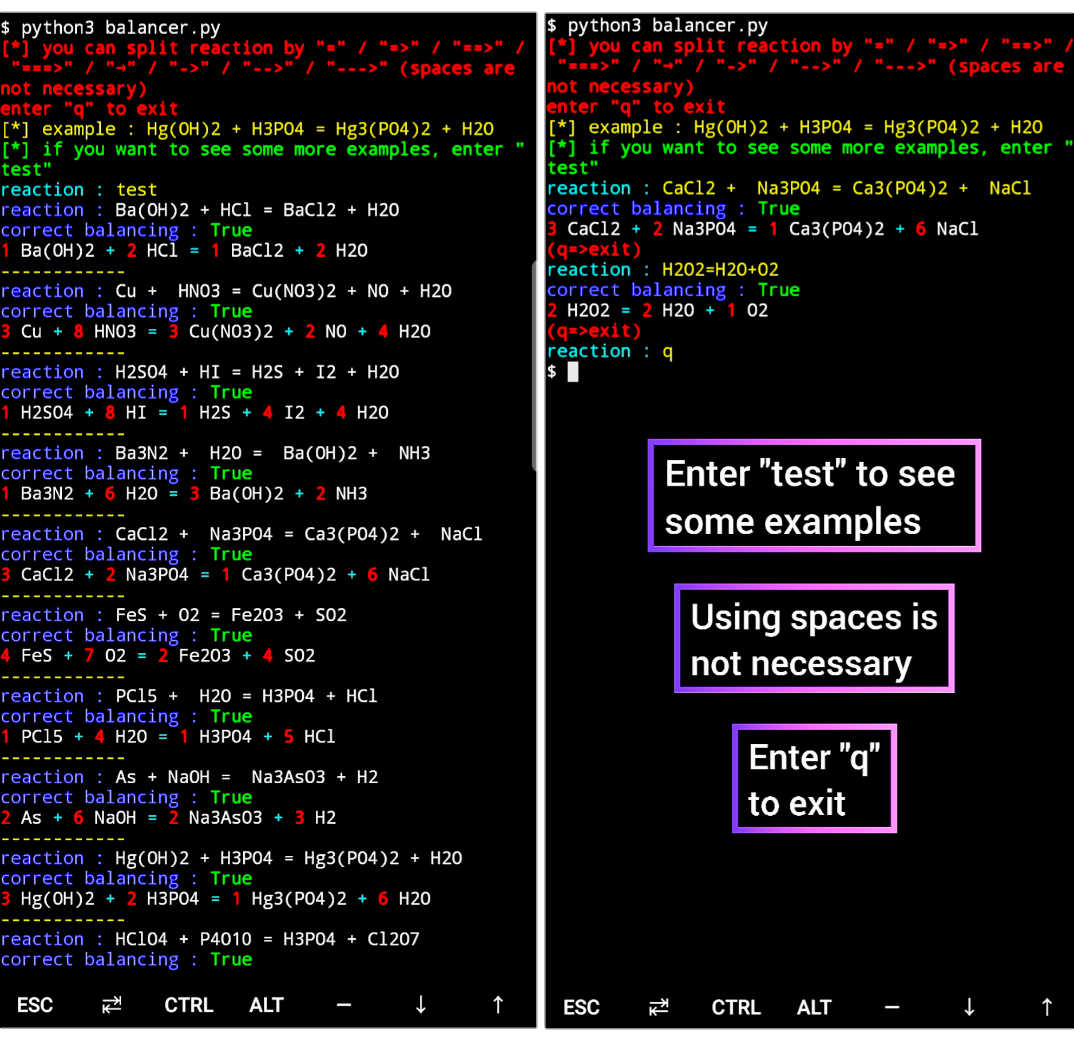 $ python3 balancer.py
[*] you can split reaction by "=" / "=>" / "==>" /
"===>" / "→" / "->" / "-->" / "--->" (spaces are
not necessary)
enter "q" to exit
[*] example : Hg(OH)2 + H3PO4 = Hg3(PO4)2 + H2O
[*] if you want to see some more examples, enter "
test"
reaction : test
reaction : Ba(OH)2 + HCl = BaCl2 + H2O
correct balancing : True
1 Ba(OH)2 + 2 HCl = 1 BaCl2 + 2 H2O
------------
reaction : Cu +  HNO3 = Cu(NO3)2 + NO + H2O
correct balancing : True
3 Cu + 8 HNO3 = 3 Cu(NO3)2 + 2 NO + 4 H2O
------------
reaction : H2SO4 + HI = H2S + I2 + H2O
correct balancing : True
1 H2SO4 + 8 HI = 1 H2S + 4 I2 + 4 H2O
------------
reaction : Ba3N2 +  H2O =  Ba(OH)2 +  NH3
correct balancing : True
1 Ba3N2 + 6 H2O = 3 Ba(OH)2 + 2 NH3
------------
reaction : CaCl2 +  Na3PO4 = Ca3(PO4)2 +  NaCl
correct balancing : True
3 CaCl2 + 2 Na3PO4 = 1 Ca3(PO4)2 + 6 NaCl
------------
reaction : FeS + O2 = Fe2O3 + SO2
correct balancing : True
4 FeS + 7 O2 = 2 Fe2O3 + 4 SO2
------------
reaction : PCl5 +  H2O = H3PO4 + HCl
correct balancing : True
1 PCl5 + 4 H2O = 1 H3PO4 + 5 HCl
------------
reaction : As + NaOH =  Na3AsO3 + H2
correct balancing : True
2 As + 6 NaOH = 2 Na3AsO3 + 3 H2
------------
reaction : Hg(OH)2 + H3PO4 = Hg3(PO4)2 + H2O
correct balancing : True
3 Hg(OH)2 + 2 H3PO4 = 1 Hg3(PO4)2 + 6 H2O
------------
reaction : HClO4 + P4O10 = H3PO4 + Cl2O7
correct balancing : True
ESC ⇄ CTRL ALT — ↓ ↑
$ python3 balancer.py
[*] you can split reaction by "=" / "=>" / "==>" /
"===>" / "→" / "->" / "-->" / "--->" (spaces are
not necessary)
enter "q" to exit
[*] example : Hg(OH)2 + H3PO4 = Hg3(PO4)2 + H2O
[*] if you want to see some more examples, enter "
test"
reaction : CaCl2 +  Na3PO4 = Ca3(PO4)2 +  NaCl
correct balancing : True
3 CaCl2 + 2 Na3PO4 = 1 Ca3(PO4)2 + 6 NaCl
(q=>exit)
reaction : H2O2=H2O+O2
correct balancing : True
2 H2O2 = 2 H2O + 1 O2
(q=>exit)
reaction : q
$
Enter "test" to see
some examples
Using spaces is
not necessary
Enter "q"
to exit
ESC ⇄ CTRL ALT — ↓ ↑